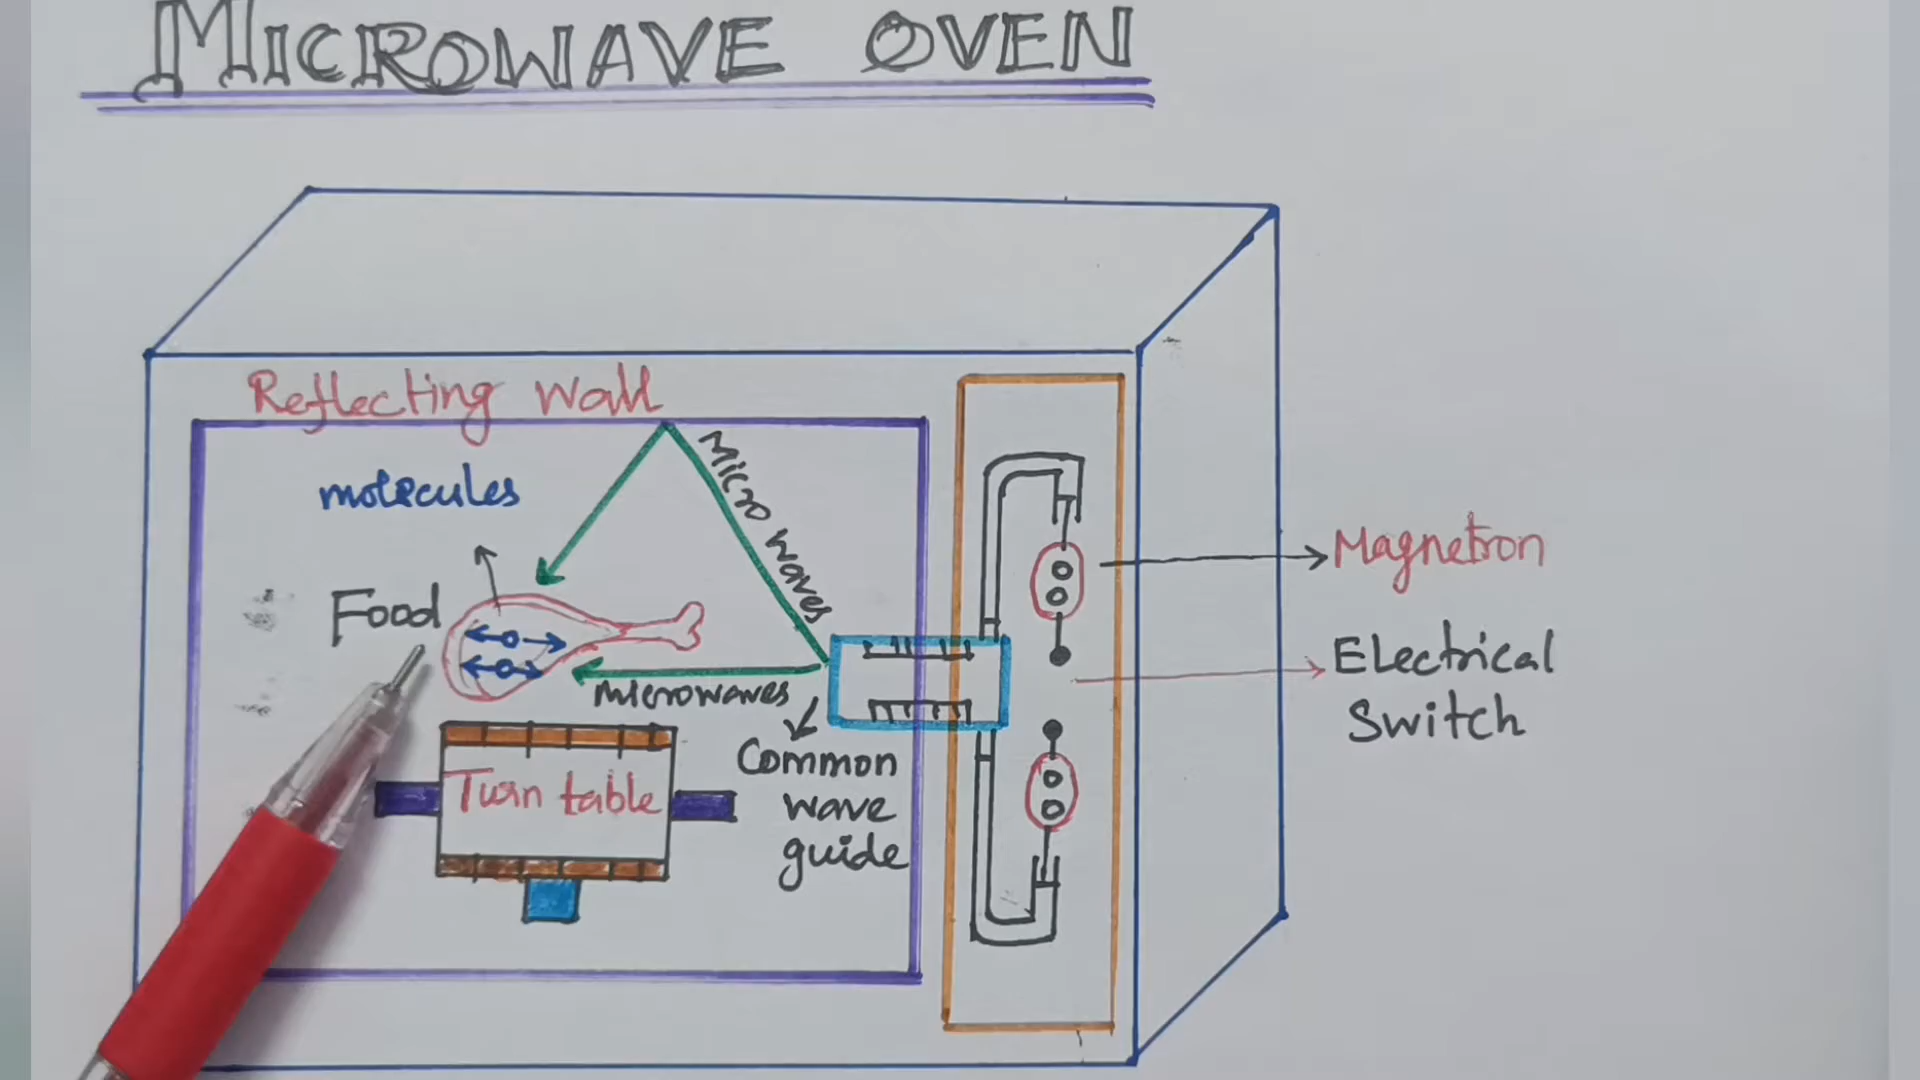 MICROWAVE OVEN
Reflecting wall
molecules
Micro waves
Food
microwaves
Common
wave
guide
Turn table
Magnetron
Electrical
Switch